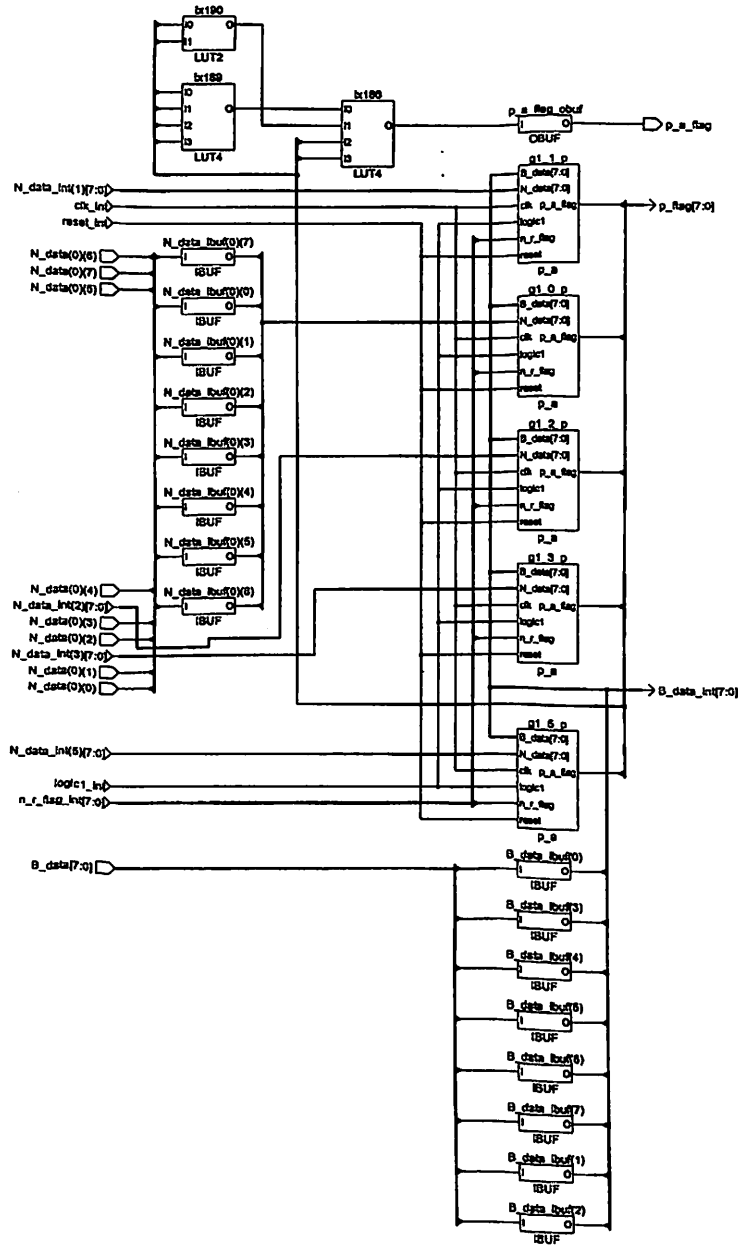 lx190
I0
I1
O
LUT2
lx189
I0
I1
I2
I3
O
LUT4
lx186
I0
I1
I2
I3
O
LUT4
p_a_flag_obuf
I
O
OBUF
p_a_flag
N_data_int(1)[7:0]
clk_int
reset_int
g1_1_p
B_data[7:0]
N_data[7:0]
clk p_a_flag
logic1
n_r_flag
reset
p_a
p_flag[7:0]
N_data(0)(6)
N_data(0)(7)
N_data(0)(5)
N_data_ibuf(0)(7)
I
O
IBUF
N_data_ibuf(0)(0)
I
O
IBUF
N_data_ibuf(0)(1)
I
O
IBUF
N_data_ibuf(0)(2)
I
O
IBUF
N_data_ibuf(0)(3)
I
O
IBUF
N_data_ibuf(0)(4)
I
O
IBUF
N_data_ibuf(0)(5)
I
O
IBUF
N_data_ibuf(0)(6)
I
O
IBUF
g1_0_p
B_data[7:0]
N_data[7:0]
clk p_a_flag
logic1
n_r_flag
reset
p_a
g1_2_p
B_data[7:0]
N_data[7:0]
clk p_a_flag
logic1
n_r_flag
reset
p_a
g1_3_p
B_data[7:0]
N_data[7:0]
clk p_a_flag
logic1
n_r_flag
reset
p_a
N_data(0)(4)
N_data_int(2)[7:0]
N_data(0)(3)
N_data(0)(2)
N_data_int(3)[7:0]
N_data(0)(1)
N_data(0)(0)
B_data_int[7:0]
N_data_int(5)[7:0]
logic1_int
n_r_flag_int[7:0]
g1_5_p
B_data[7:0]
N_data[7:0]
clk p_a_flag
logic1
n_r_flag
reset
p_a
B_data[7:0]
B_data_ibuf(0)
I
O
IBUF
B_data_ibuf(3)
I
O
IBUF
B_data_ibuf(4)
I
O
IBUF
I
O
IBUF
I
O
IBUF
B_data_ibuf(7)
I
O
IBUF
B_data_ibuf(1)
I
O
IBUF
B_data_ibuf(2)
I
O
IBUF